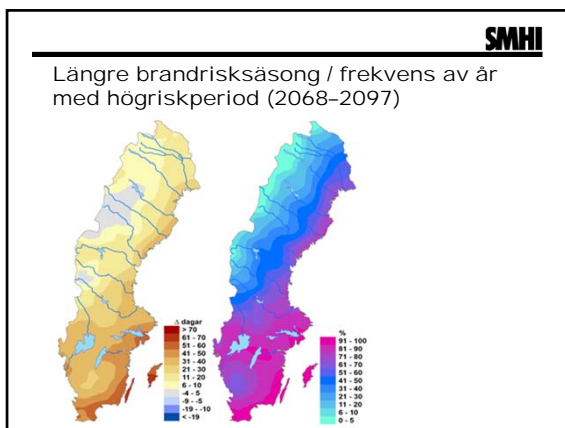 SMHI
Längre brandrisksäsong / frekvens av år
med högriskperiod (2068–2097)
Δ dagar
> 70
61 - 70
51 - 60
41 - 50
31 - 40
21 - 30
11 - 20
6 - 10
-4 - 5
-9 - -5
-19 - -10
< -19
%
91 - 100
81 - 90
71 - 80
61 - 70
51 - 60
41 - 50
31 - 40
21 - 30
11 - 20
6 - 10
0 - 5